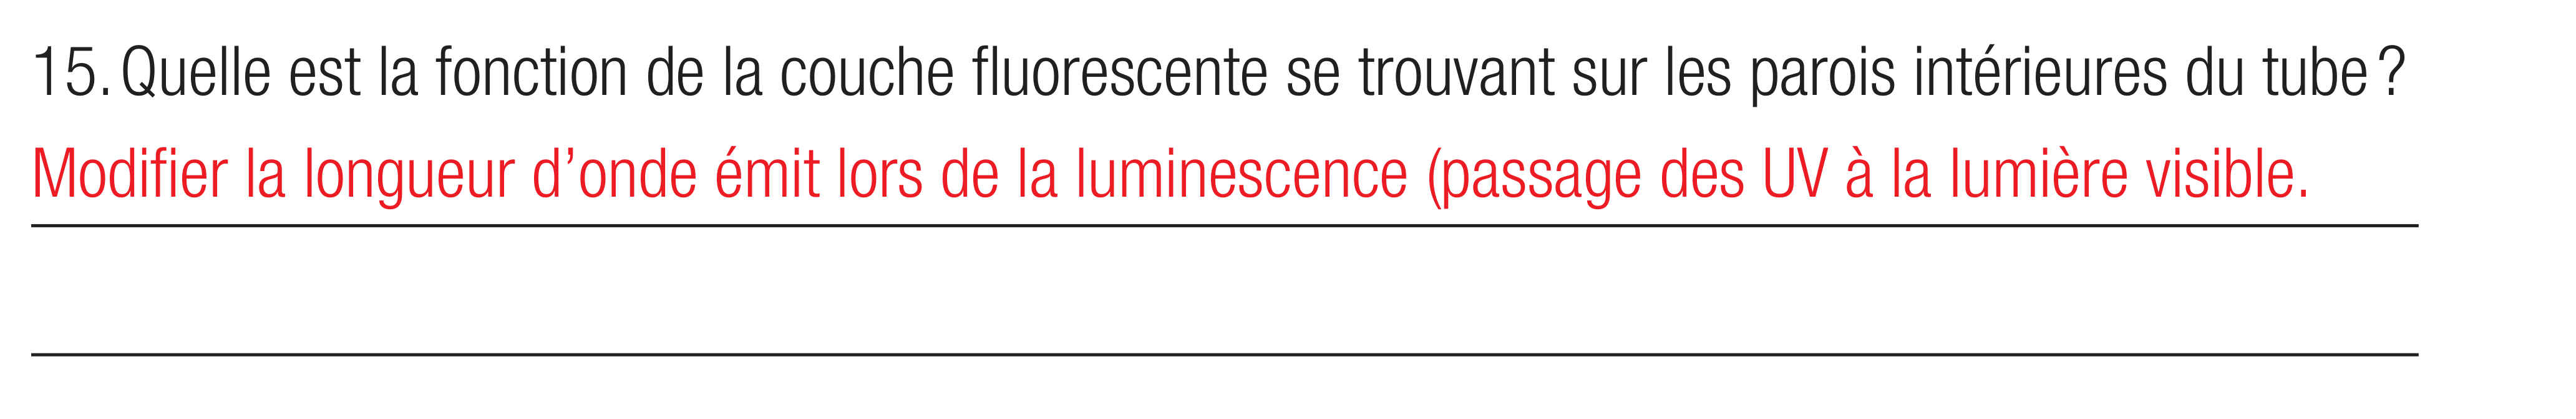 15. Quelle est la fonction de la couche fluorescente se trouvant sur les parois intérieures du tube ?
Modifier la longueur d’onde émit lors de la luminescence (passage des UV à la lumière visible.